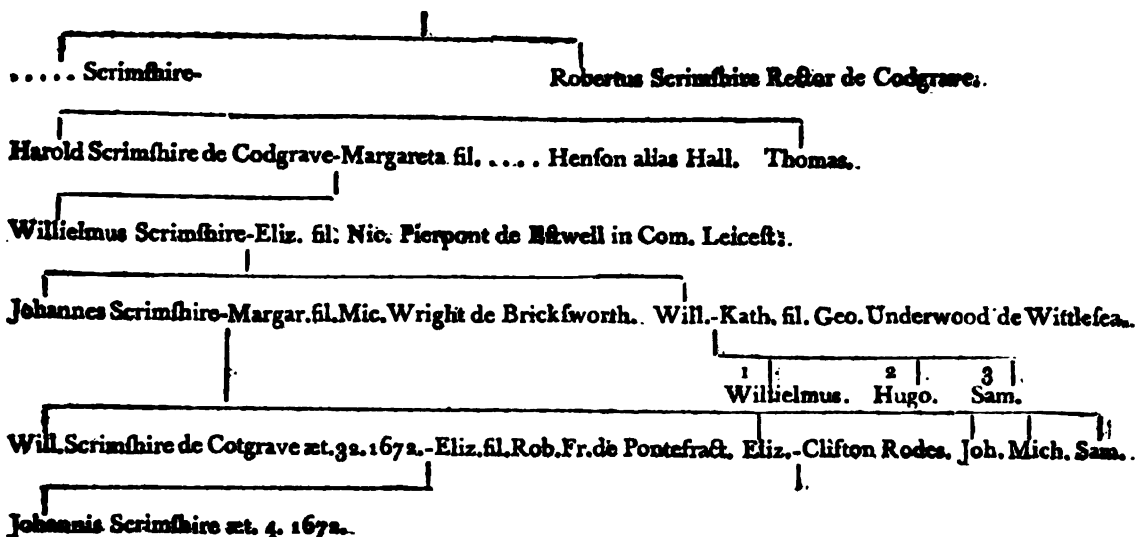 ..... Scrimſhire-    Robertus Scrimſhire Rector de Codgrave.
Harold Scrimſhire de Codgrave-Margareta fil. .... Henſon alias Hall. Thomas.
Willielmus Scrimſhire-Eliz. fil. Nic. Pierpont de Eſtwell in Com. Leiceſt.
Johannes Scrimſhire-Margar.fil.Mic.Wright de Brickſworth. Will.-Kath. fil. Geo. Underwood de Wittleſea.
1 2 3
Willielmus. Hugo. Sam.
Will.Scrimſhire de Cotgrave æt.32.1672.-Eliz.fil.Rob.Fr.de Pontefract. Eliz.-Clifton Rodes. Joh. Mich. Sam.
Johannis Scrimſhire æt. 4. 1672.